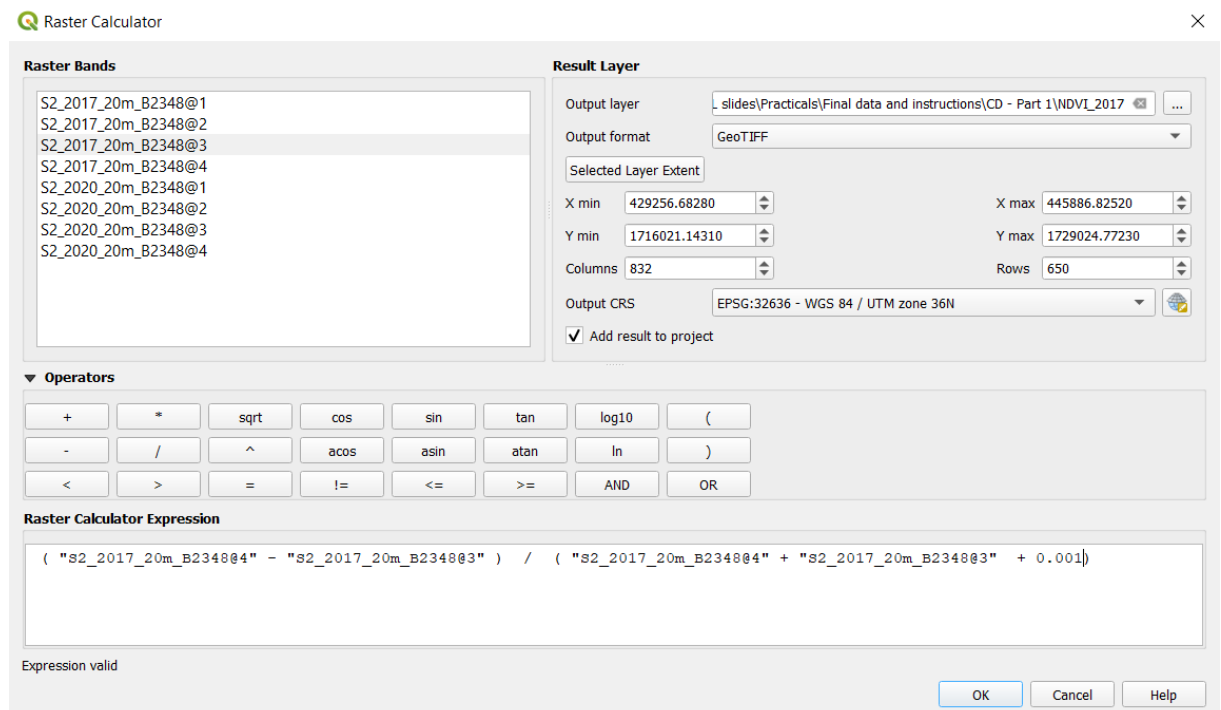 Raster Calculator
Raster Bands
S2_2017_20m_B2348@1
S2_2017_20m_B2348@2
S2_2017_20m_B2348@3
S2_2017_20m_B2348@4
S2_2020_20m_B2348@1
S2_2020_20m_B2348@2
S2_2020_20m_B2348@3
S2_2020_20m_B2348@4
Result Layer
Output layer slides\Practicals\Final data and instructions\CD - Part 1\NDVI_2017 ...
Output format GeoTIFF
Selected Layer Extent
X min 429256.68280 X max 445886.82520
Y min 1716021.14310 Y max 1729024.77230
Columns 832 Rows 650
Output CRS EPSG:32636 - WGS 84 / UTM zone 36N
Add result to project
Operators
+ * sqrt cos sin tan log10 (
- / ^ acos asin atan ln )
< > = != <= >= AND OR
Raster Calculator Expression
( "S2_2017_20m_B2348@4" - "S2_2017_20m_B2348@3" ) / ( "S2_2017_20m_B2348@4" + "S2_2017_20m_B2348@3" + 0.001)
Expression valid
OK Cancel Help